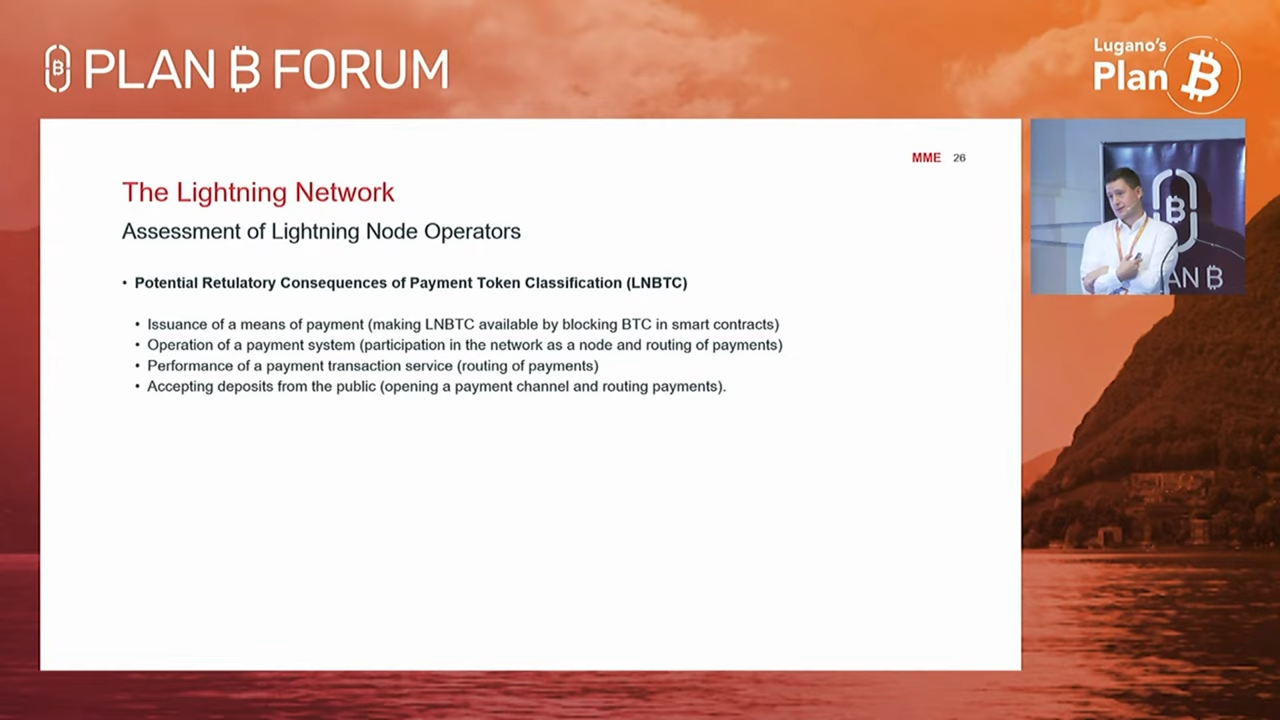 PLAN ₿ FORUM
Lugano's
Plan ₿
MME 26
The Lightning Network
Assessment of Lightning Node Operators
• Potential Retulatory Consequences of Payment Token Classification (LNBTC)
• Issuance of a means of payment (making LNBTC available by blocking BTC in smart contracts)
• Operation of a payment system (participation in the network as a node and routing of payments)
• Performance of a payment transaction service (routing of payments)
• Accepting deposits from the public (opening a payment channel and routing payments).
AN ₿